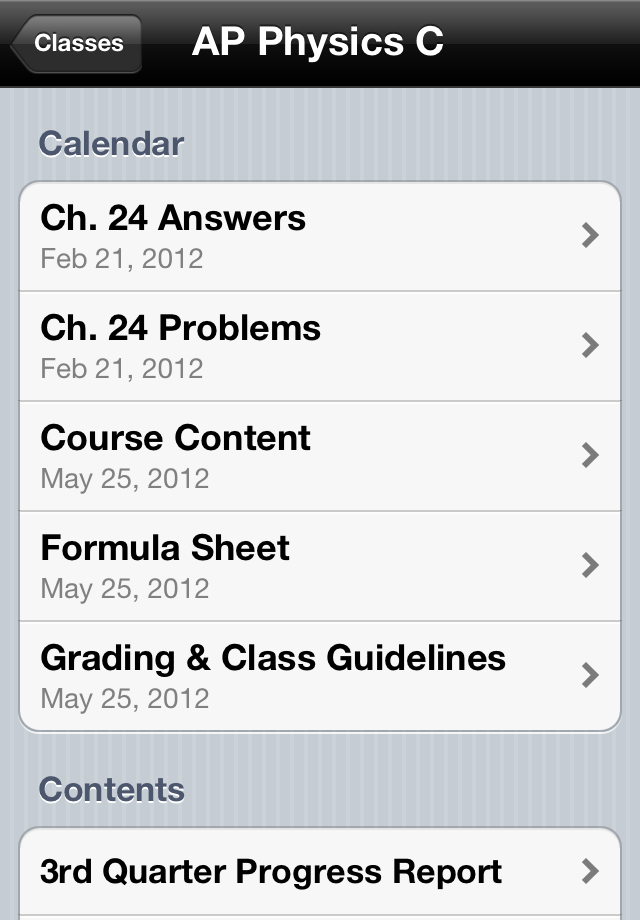 Classes
AP Physics C
Calendar
Ch. 24 Answers
Feb 21, 2012
Ch. 24 Problems
Feb 21, 2012
Course Content
May 25, 2012
Formula Sheet
May 25, 2012
Grading & Class Guidelines
May 25, 2012
Contents
3rd Quarter Progress Report